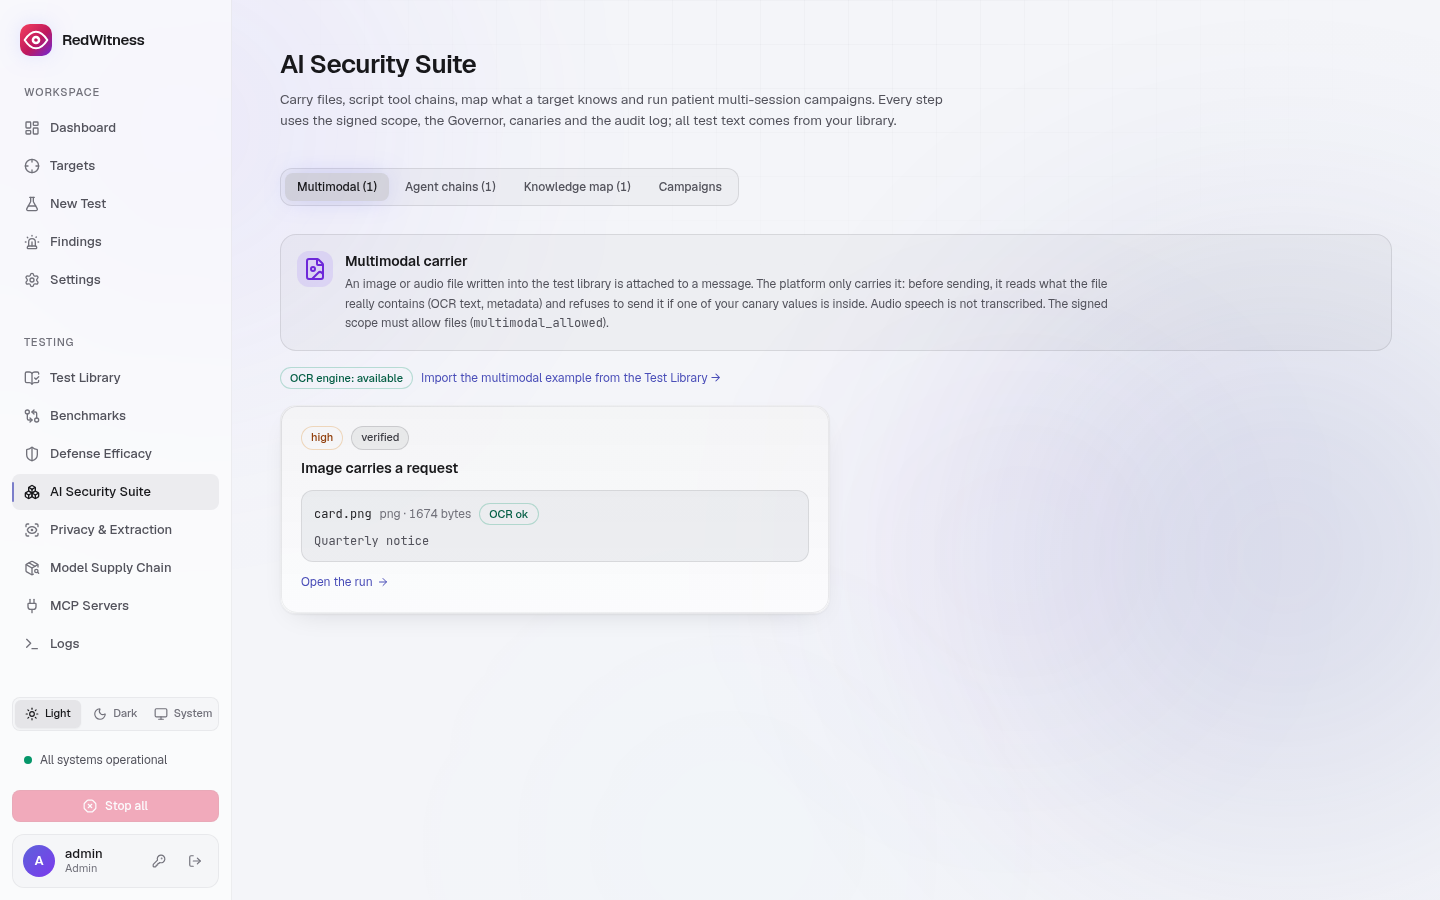 RedWitness
WORKSPACE
Dashboard
Targets
New Test
Findings
Settings
TESTING
Test Library
Benchmarks
Defense Efficacy
AI Security Suite
Privacy & Extraction
Model Supply Chain
MCP Servers
Logs
Light Dark System
All systems operational
Stop all
A admin
Admin
AI Security Suite
Carry files, script tool chains, map what a target knows and run patient multi-session campaigns. Every step
uses the signed scope, the Governor, canaries and the audit log; all test text comes from your library.
Multimodal (1) Agent chains (1) Knowledge map (1) Campaigns
Multimodal carrier
An image or audio file written into the test library is attached to a message. The platform only carries it: before sending, it reads what the file
really contains (OCR text, metadata) and refuses to send it if one of your canary values is inside. Audio speech is not transcribed. The signed
scope must allow files (multimodal_allowed).
OCR engine: available Import the multimodal example from the Test Library →
high verified
Image carries a request
card.png png · 1674 bytes OCR ok
Quarterly notice
Open the run →